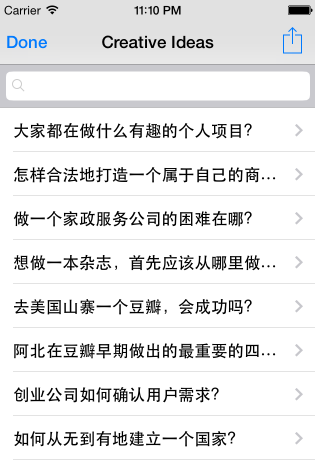 Carrier 11:10 PM
Done Creative Ideas
大家都在做什么有趣的个人项目?
怎样合法地打造一个属于自己的商...
做一个家政服务公司的困难在哪?
想做一本杂志，首先应该从哪里做...
去美国山寨一个豆瓣，会成功吗?
阿北在豆瓣早期做出的最重要的四...
创业公司如何确认用户需求?
如何从无到有地建立一个国家?